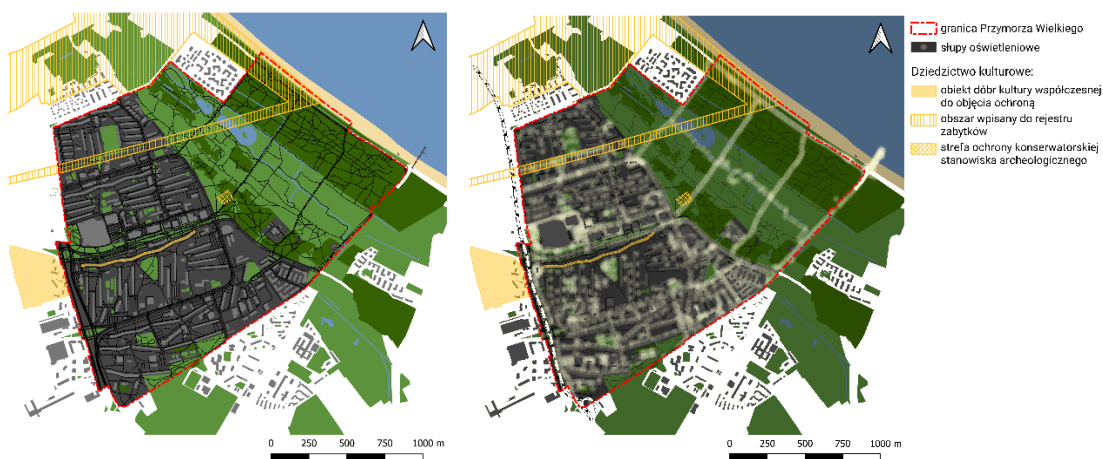 granica Przymorza Wielkiego
słupy oświetleniowe
Dziedzictwo kulturowe:
obiekt dóbr kultury współczesnej
do objęcia ochroną
obszar wpisany do rejestru
zabytków
strefa ochrony konserwatorskiej
stanowiska archeologicznego
0 250 500 750 1000 m
0 250 500 750 1000 m